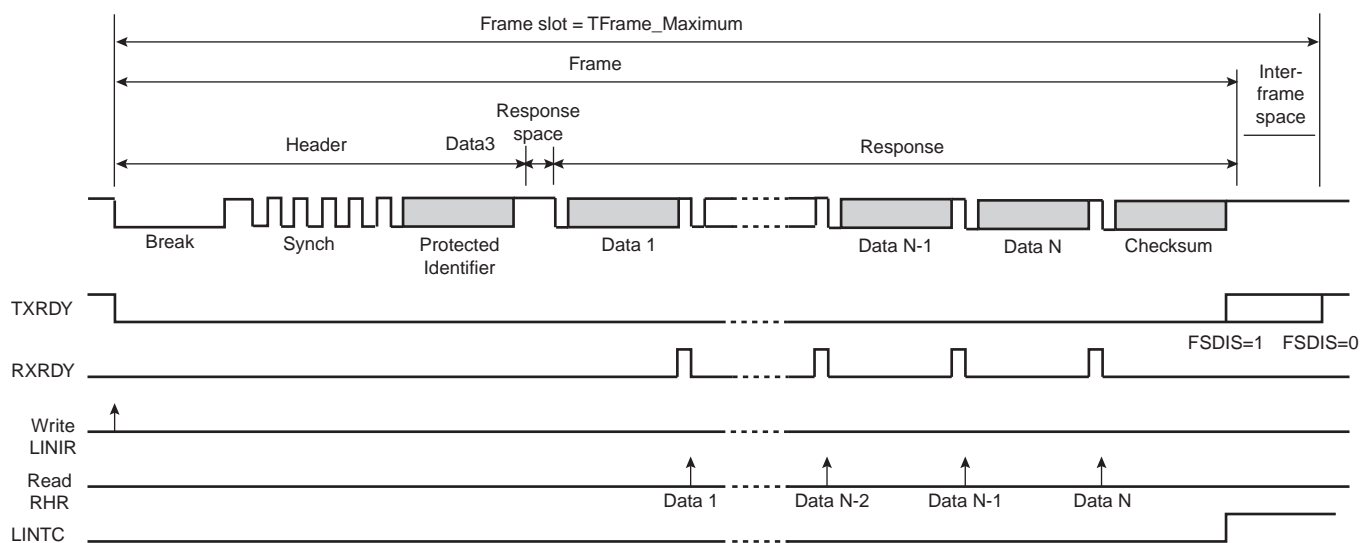 Frame slot = TFrame_Maximum
Frame
Inter-
frame
space
Response
space
Header
Data3
Response
Break
Synch
Protected
Identifier
Data 1
Data N-1
Data N
Checksum
TXRDY
FSDIS=1
FSDIS=0
RXRDY
Write
LINIR
Read
RHR
Data 1
Data N-2
Data N-1
Data N
LINTC